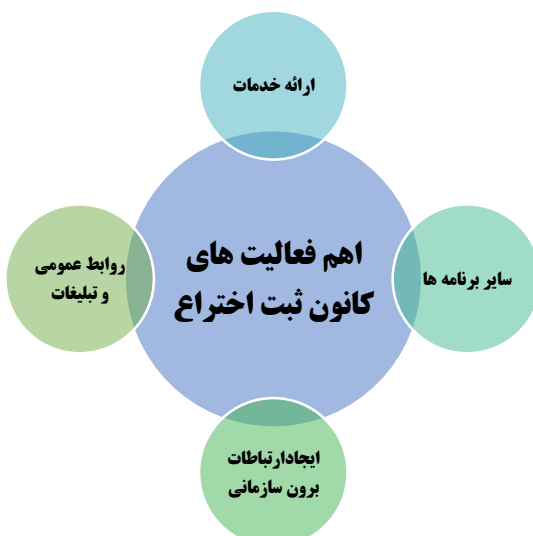 ارائه خدمات
اهم فعالیت های
کانون ثبت اختراع
سایر برنامه ها
روابط عمومی
و تبلیغات
ایجادارتباطات
برون سازمانی